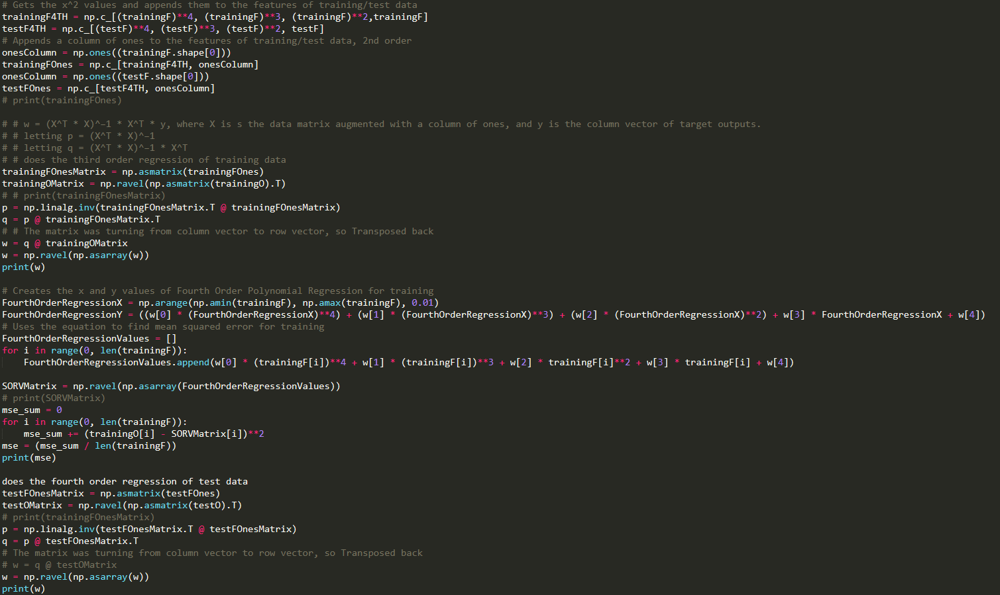 # Gets the x^2 values and appends them to the features of training/test data
trainingF4TH = np.c_[(trainingF)**4, (trainingF)**3, (trainingF)**2,trainingF]
testF4TH = np.c_[(testF)**4, (testF)**3, (testF)**2, testF]
# Appends a column of ones to the features of training/test data, 2nd order
onesColumn = np.ones((trainingF.shape[0]))
trainingFOnes = np.c_[trainingF4TH, onesColumn]
onesColumn = np.ones((testF.shape[0]))
testFOnes = np.c_[testF4TH, onesColumn]
# print(trainingFOnes)
# # w = (X^T * X)^−1 * X^T * y, where X is s the data matrix augmented with a column of ones, and y is the column vector of target outputs.
# # letting p = (X^T * X)^−1
# # letting q = (X^T * X)^−1 * X^T
# # does the third order regression of training data
trainingFOnesMatrix = np.asmatrix(trainingFOnes)
trainingOMatrix = np.ravel(np.asmatrix(trainingO).T)
# # print(trainingFOnesMatrix)
p = np.linalg.inv(trainingFOnesMatrix.T @ trainingFOnesMatrix)
q = p @ trainingFOnesMatrix.T
# # The matrix was turning from column vector to row vector, so Transposed back
w = q @ trainingOMatrix
w = np.ravel(np.asarray(w))
print(w)
# Creates the x and y values of Fourth Order Polynomial Regression for training
FourthOrderRegressionX = np.arange(np.amin(trainingF), np.amax(trainingF), 0.01)
FourthOrderRegressionY = ((w[0] * (FourthOrderRegressionX)**4) + (w[1] * (FourthOrderRegressionX)**3) + (w[2] * (FourthOrderRegressionX)**2) + w[3] * FourthOrderRegressionX + w[4])
# Uses the equation to find mean squared error for training
FourthOrderRegressionValues = []
for i in range(0, len(trainingF)):
    FourthOrderRegressionValues.append(w[0] * (trainingF[i])**4 + w[1] * (trainingF[i])**3 + w[2] * trainingF[i]**2 + w[3] * trainingF[i] + w[4])
SORVMatrix = np.ravel(np.asarray(FourthOrderRegressionValues))
# print(SORVMatrix)
mse_sum = 0
for i in range(0, len(trainingF)):
    mse_sum += (trainingO[i] - SORVMatrix[i])**2
mse = (mse_sum / len(trainingF))
print(mse)
does the fourth order regression of test data
testFOnesMatrix = np.asmatrix(testFOnes)
testOMatrix = np.ravel(np.asmatrix(testO).T)
# print(trainingFOnesMatrix)
p = np.linalg.inv(testFOnesMatrix.T @ testFOnesMatrix)
q = p @ testFOnesMatrix.T
# The matrix was turning from column vector to row vector, so Transposed back
# w = q @ testOMatrix
w = np.ravel(np.asarray(w))
print(w)